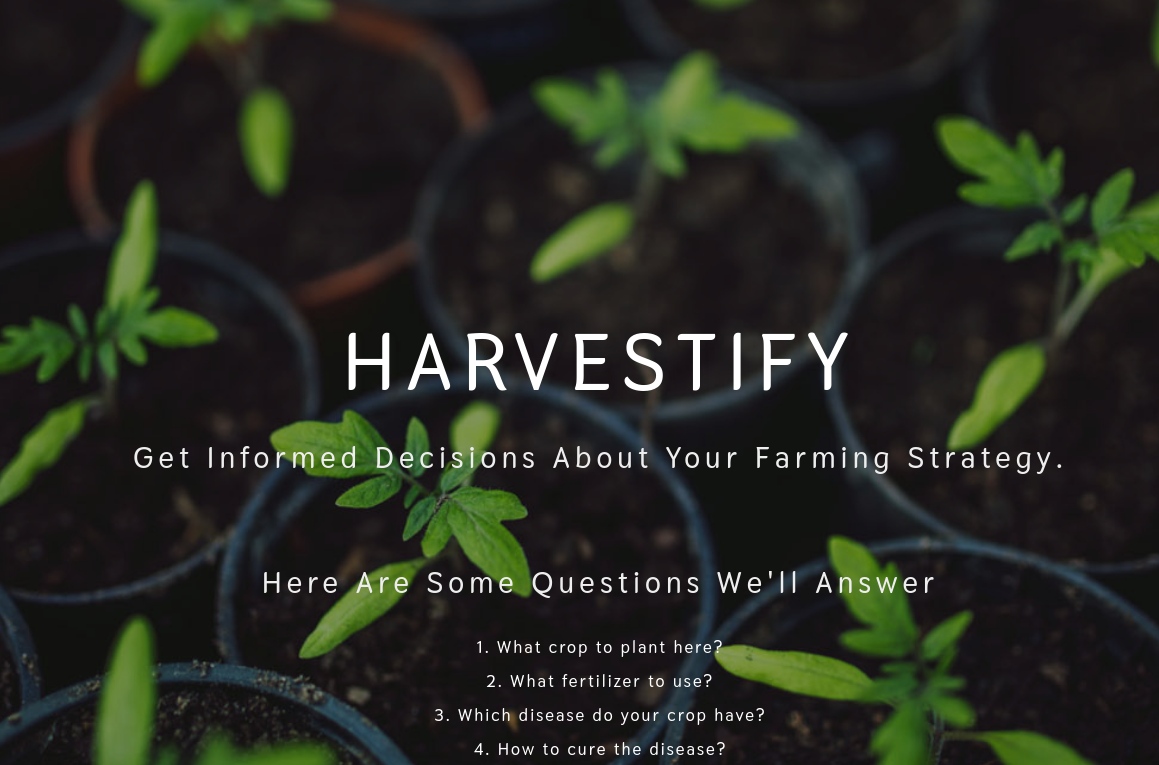 HARVESTIFY
Get Informed Decisions About Your Farming Strategy.
Here Are Some Questions We'll Answer
1. What crop to plant here?
2. What fertilizer to use?
3. Which disease do your crop have?
4. How to cure the disease?